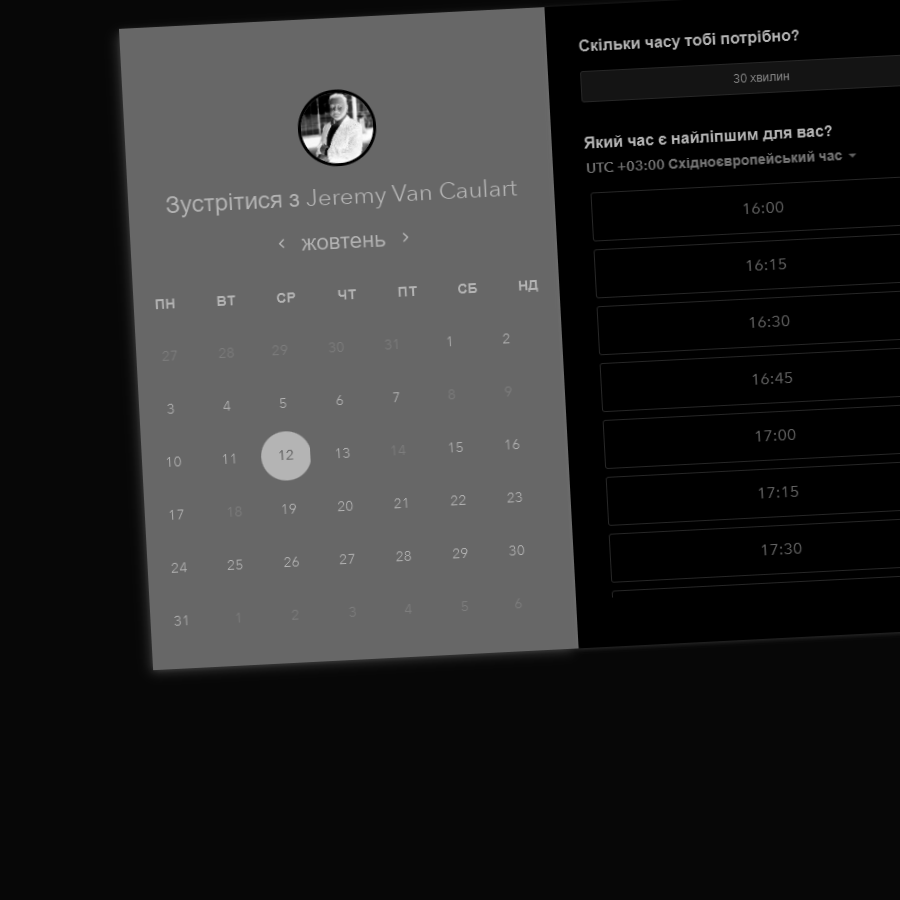 Зустрітися з Jeremy Van Caulart
жовтень
ПН ВТ СР ЧТ ПТ СБ НД
27 28 29 30 31 1 2
3 4 5 6 7 8 9
10 11 12 13 14 15 16
17 18 19 20 21 22 23
24 25 26 27 28 29 30
31 1 2 3 4 5 6
Скільки часу тобі потрібно?
30 хвилин
Який час є найліпшим для вас?
UTC +03:00 Східноєвропейський час
16:00
16:15
16:30
16:45
17:00
17:15
17:30